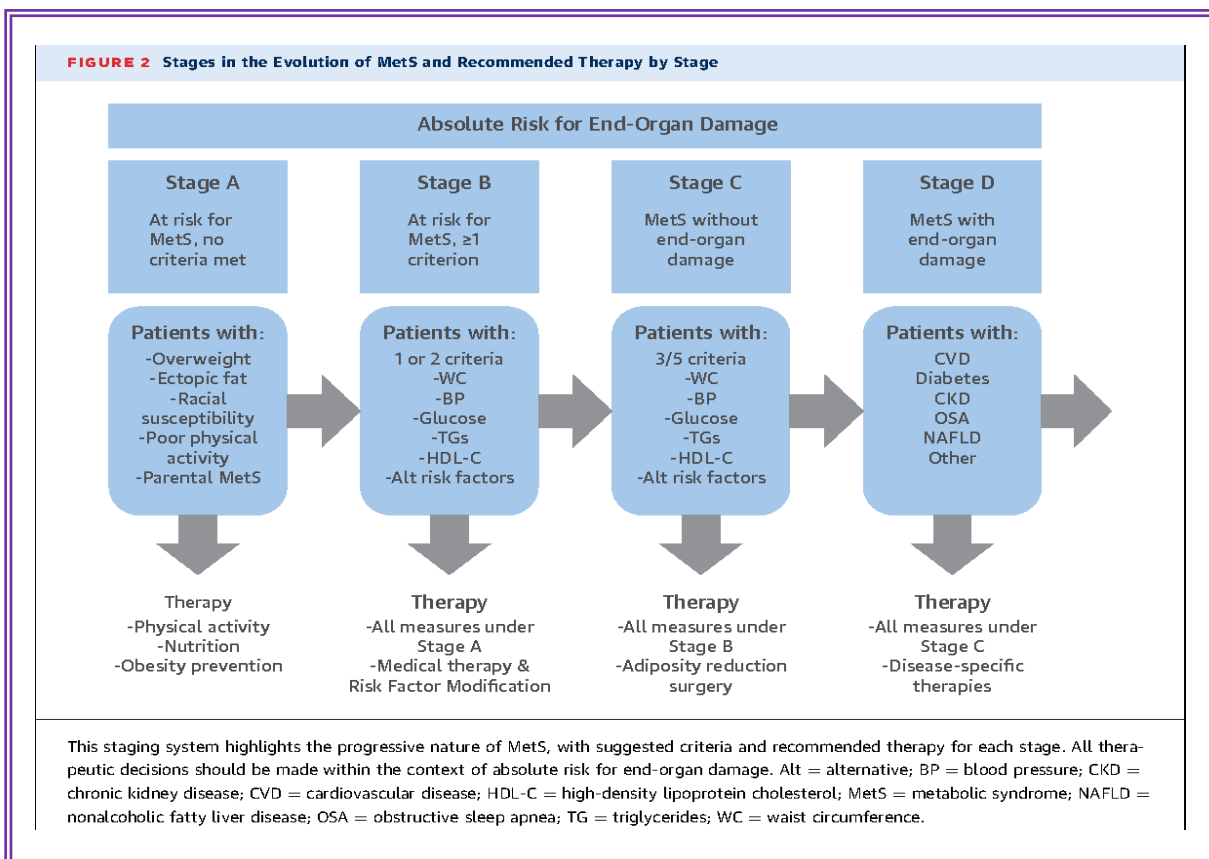 FIGURE 2 Stages in the Evolution of MetS and Recommended Therapy by Stage
Absolute Risk for End-Organ Damage
Stage A
At risk for
MetS, no
criteria met
Patients with:
-Overweight
-Ectopic fat
-Racial
susceptibility
-Poor physical
activity
-Parental MetS
Therapy
-Physical activity
-Nutrition
-Obesity prevention
Stage B
At risk for
MetS, ≥1
criterion
Patients with:
1 or 2 criteria
-WC
-BP
-Glucose
-TGs
-HDL-C
-Alt risk factors
Therapy
-All measures under
Stage A
-Medical therapy &
Risk Factor Modification
Stage C
MetS without
end-organ
damage
Patients with:
3/5 criteria
-WC
-BP
-Glucose
-TGs
-HDL-C
-Alt risk factors
Therapy
-All measures under
Stage B
-Adiposity reduction
surgery
Stage D
MetS with
end-organ
damage
Patients with:
CVD
Diabetes
CKD
OSA
NAFLD
Other
Therapy
-All measures under
Stage C
-Disease-specific
therapies
This staging system highlights the progressive nature of MetS, with suggested criteria and recommended therapy for each stage. All thera-
peutic decisions should be made within the context of absolute risk for end-organ damage. Alt = alternative; BP = blood pressure; CKD =
chronic kidney disease; CVD = cardiovascular disease; HDL-C = high-density lipoprotein cholesterol; MetS = metabolic syndrome; NAFLD =
nonalcoholic fatty liver disease; OSA = obstructive sleep apnea; TG = triglycerides; WC = waist circumference.